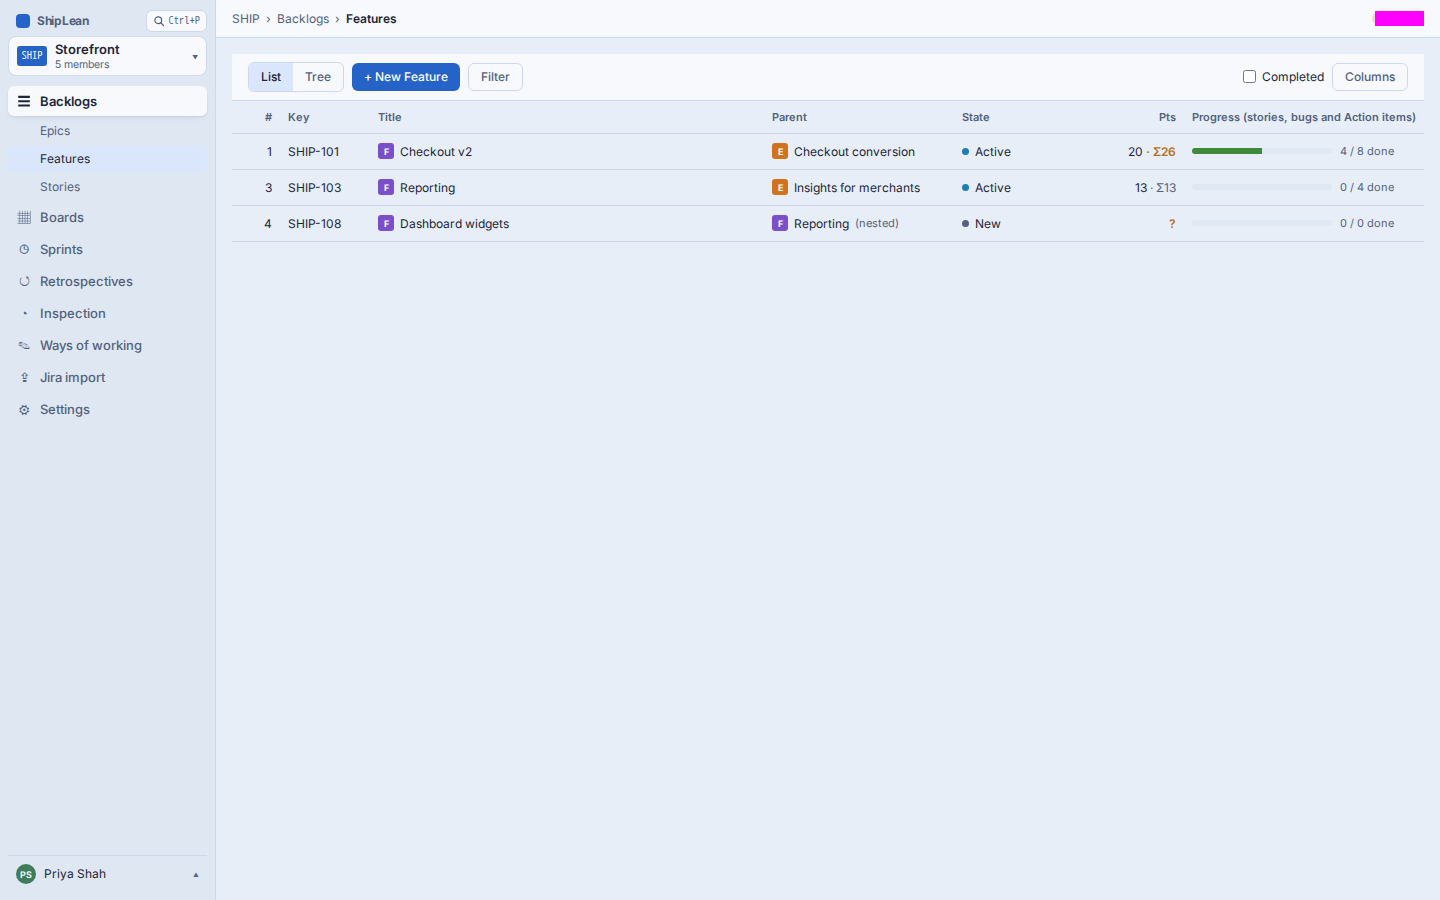 ShipLean Ctrl+P
SHIP Storefront
5 members
Backlogs
Epics
Features
Stories
Boards
Sprints
Retrospectives
Inspection
Ways of working
Jira import
Settings
PS Priya Shah
SHIP › Backlogs › Features
List Tree + New Feature Filter Completed Columns
# Key Title Parent State Pts Progress (stories, bugs and Action items)
1 SHIP-101 F Checkout v2 E Checkout conversion Active 20 · Σ26 4 / 8 done
3 SHIP-103 F Reporting E Insights for merchants Active 13 · Σ13 0 / 4 done
4 SHIP-108 F Dashboard widgets F Reporting (nested) New ? 0 / 0 done